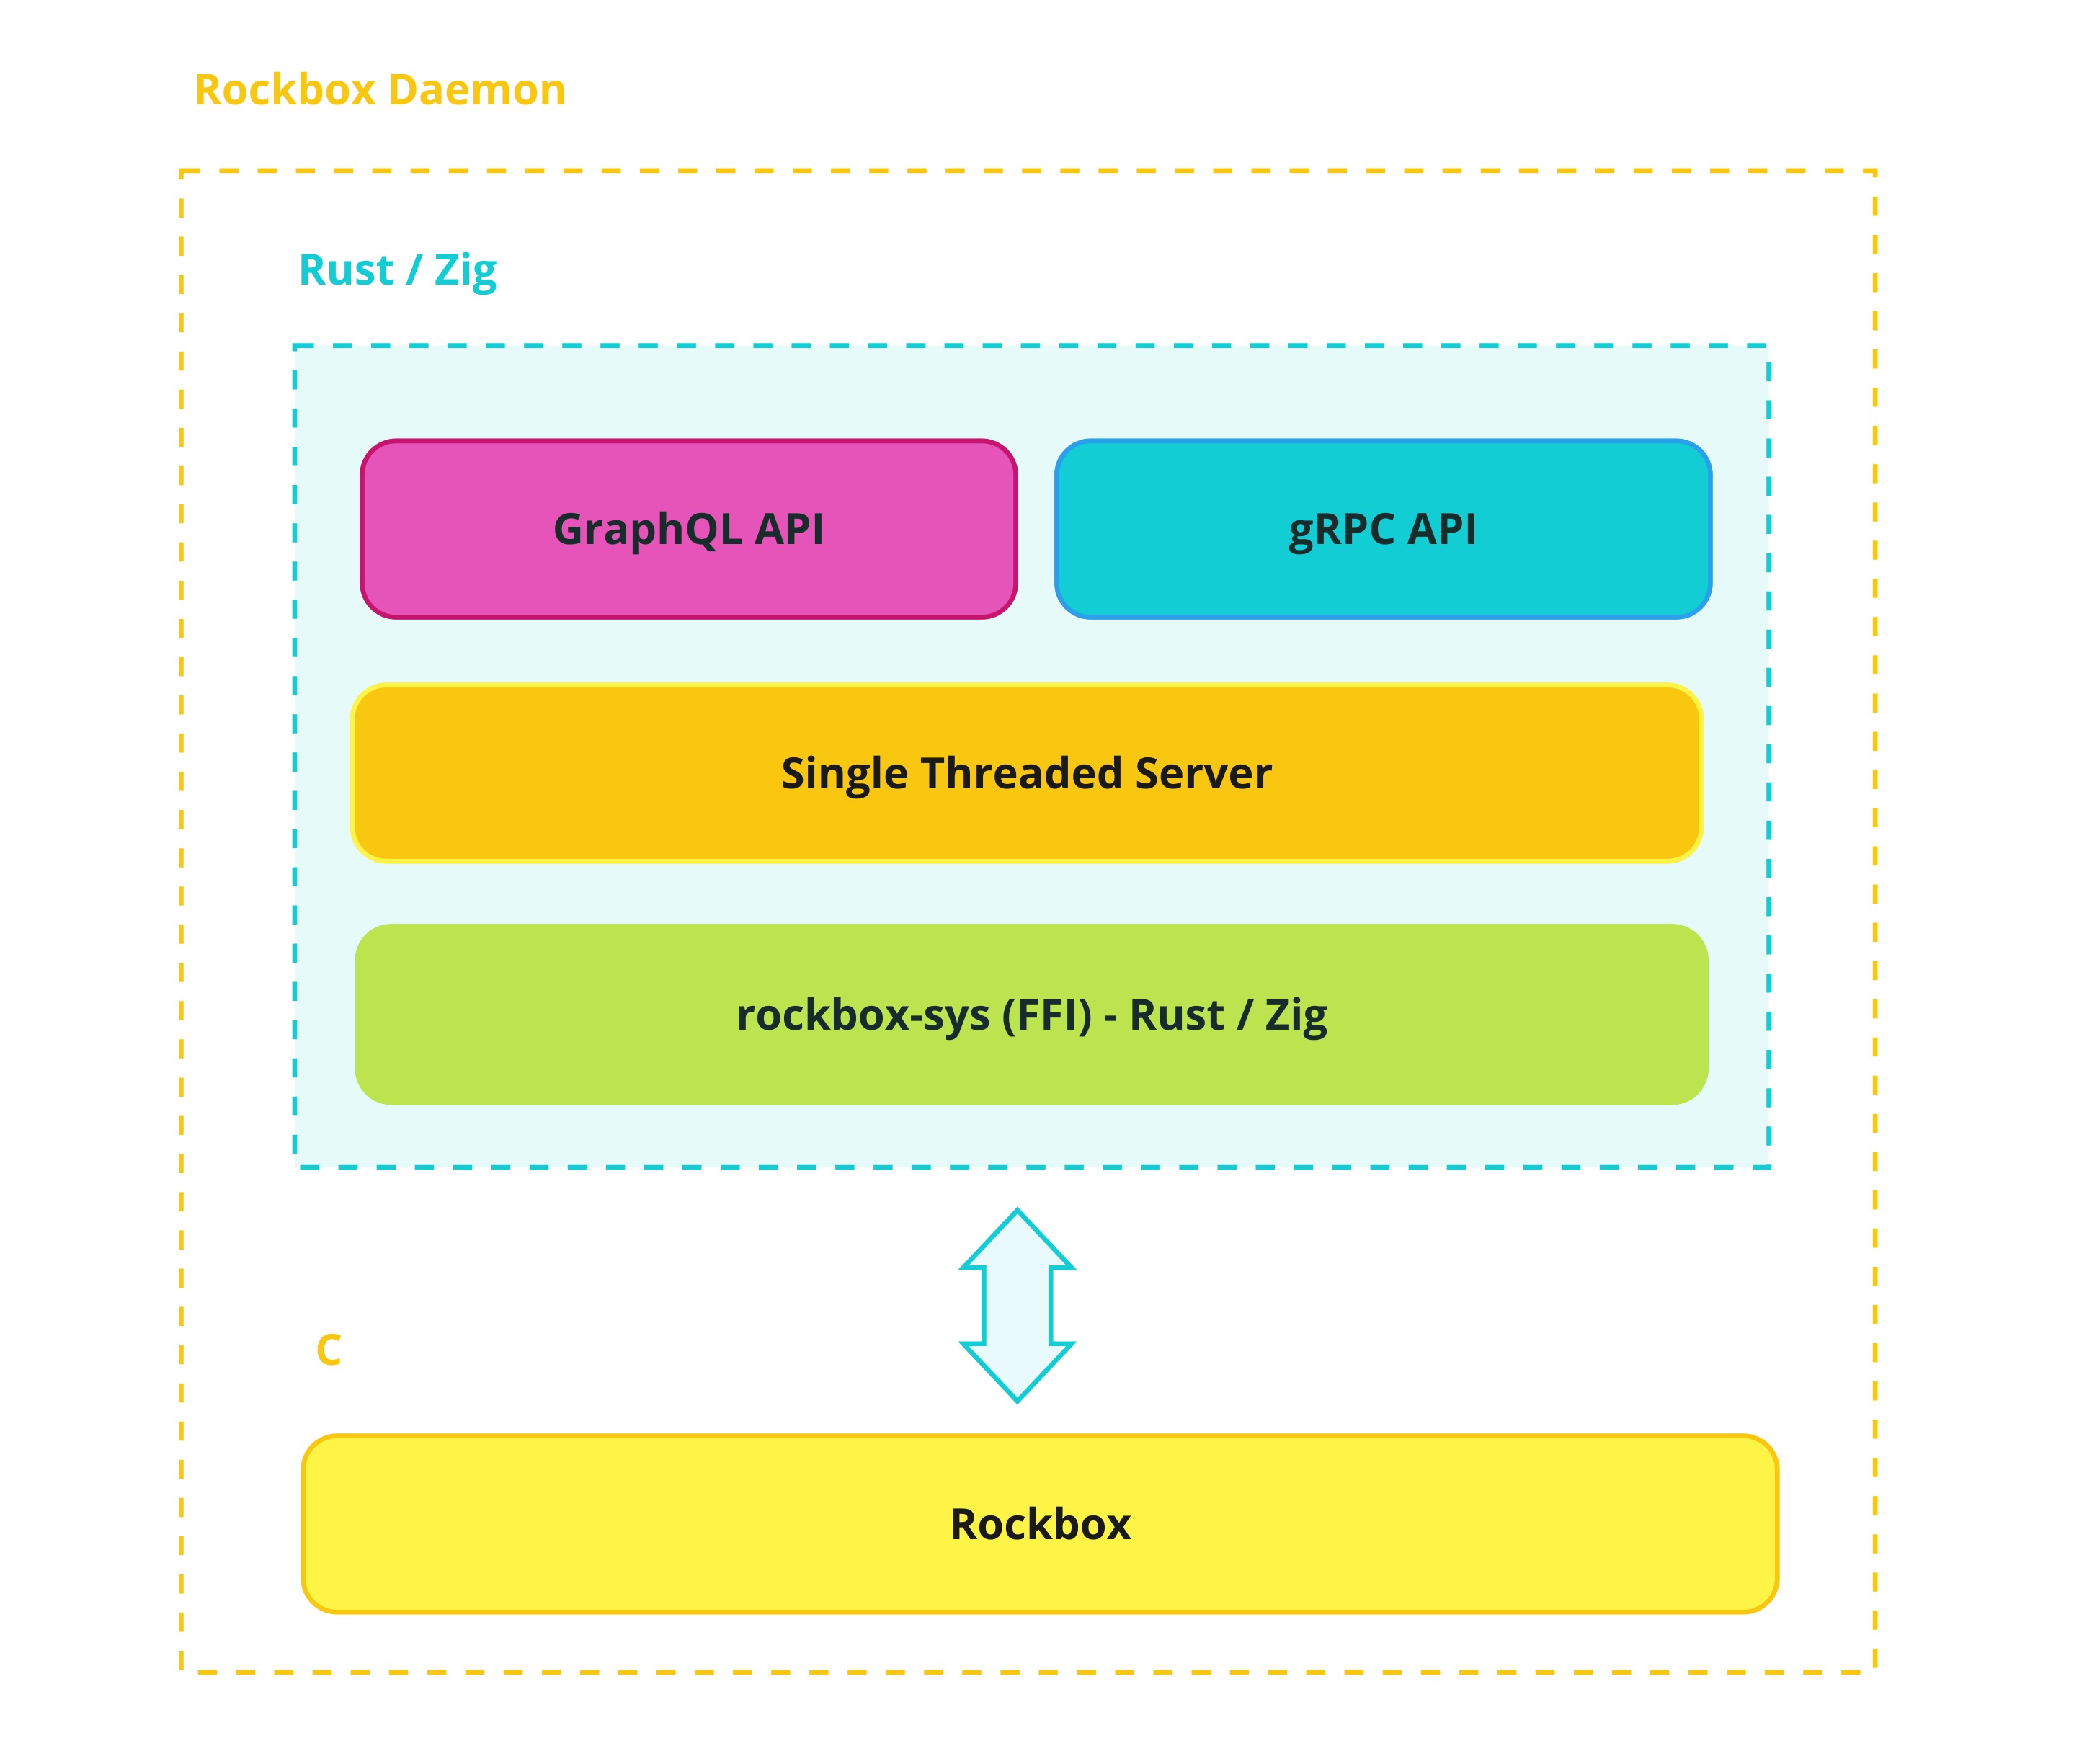 Rockbox Daemon
Rust / Zig
GraphQL API
gRPC API
Single Threaded Server
rockbox-sys (FFI) - Rust / Zig
C
Rockbox